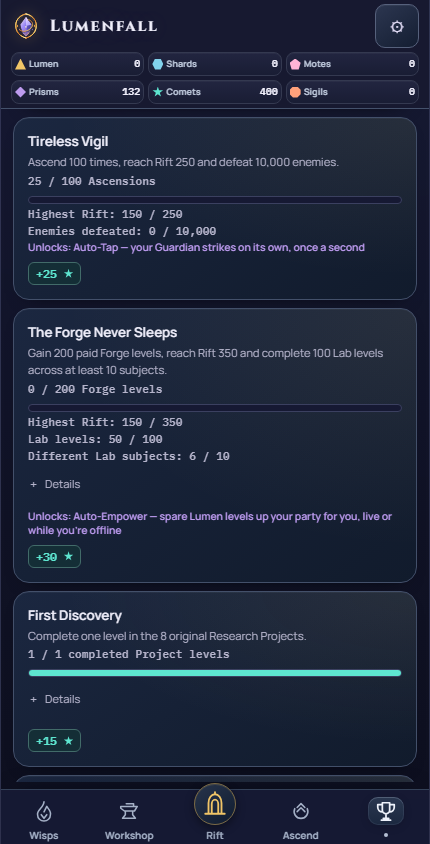 LUMENFALL
Lumen 0
Shards 0
Motes 0
Prisms 132
Comets 400
Sigils 0
Tireless Vigil
Ascend 100 times, reach Rift 250 and defeat 10,000 enemies.
25 / 100 Ascensions
Highest Rift: 150 / 250
Enemies defeated: 0 / 10,000
Unlocks: Auto-Tap — your Guardian strikes on its own, once a second
+25 ★
The Forge Never Sleeps
Gain 200 paid Forge levels, reach Rift 350 and complete 100 Lab levels
across at least 10 subjects.
0 / 200 Forge levels
Highest Rift: 150 / 350
Lab levels: 50 / 100
Different Lab subjects: 6 / 10
+ Details
Unlocks: Auto-Empower — spare Lumen levels up your party for you, live or
while you're offline
+30 ★
First Discovery
Complete one level in the 8 original Research Projects.
1 / 1 completed Project levels
+ Details
+15 ★
Wisps
Workshop
Rift
Ascend